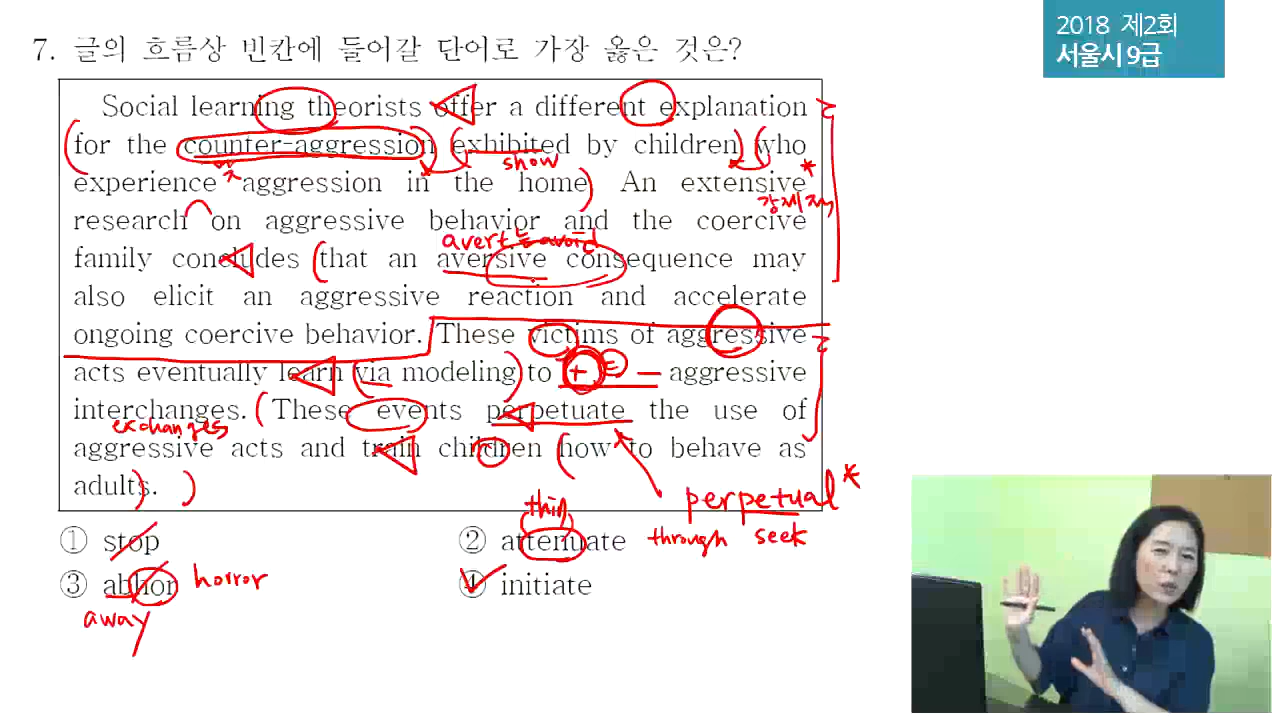 2018 제2회
서울시 9급
7. 글의 흐름상 빈칸에 들어갈 단어로 가장 옳은 것은?
Social learning theorists offer a different explanation
for the counter-aggression exhibited by children who
show
experience aggression in the home. An extensive
강제적
research on aggressive behavior and the coercive
avert 등 avoid
family concludes that an aversive consequence may
also elicit an aggressive reaction and accelerate
ongoing coercive behavior. These victims of aggressive
acts eventually learn via modeling to + aggressive
interchanges. These events perpetuate the use of
exchanges
aggressive acts and train children how to behave as
adults.
perpetual*
through seek
thin
① stop ② attenuate
③ abhor horror ④ initiate
away